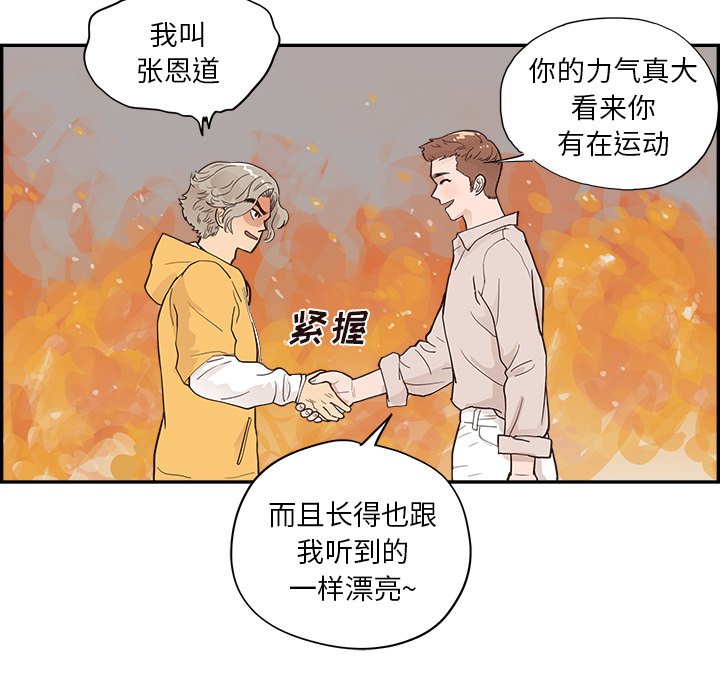 我叫
张恩道
你的力气真大
看来你
有在运动
紧握
而且长得也跟
我听到的
一样漂亮~